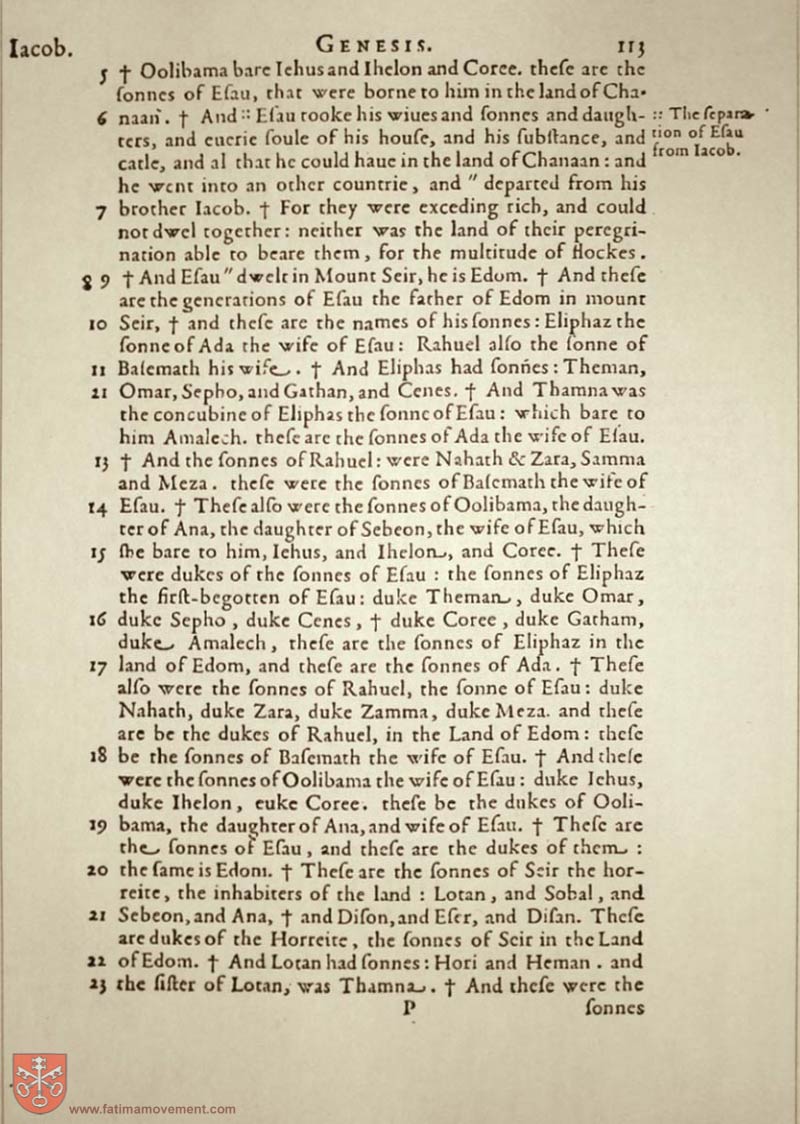 Iacob.
GENESIS.
113
5 † Oolibama bare Iehus and Ihelon and Coree. theſe are the
ſonnes of Eſau, that were borne to him in the land of Cha-
6 naan. † And :: Eſau tooke his wiues and ſonnes and daugh-
ters, and euerie ſoule of his houſe, and his ſubſtance, and
catle, and al that he could haue in the land of Chanaan: and
he went into an other countrie, and " departed from his
7 brother Iacob. † For they were exceding rich, and could
not dwel together: neither was the land of their peregri-
nation able to beare them, for the multitude of flockes.
8 9 † And Eſau " dwelt in Mount Seir, he is Edom. † And theſe
are the generations of Eſau the father of Edom in mount
10 Seir, † and theſe are the names of his ſonnes: Eliphaz the
ſonne of Ada the wife of Eſau: Rahuel alſo the ſonne of
11 Baſemath his wife. † And Eliphas had ſonnes: Theman,
21 Omar, Sepho, and Gathan, and Cenes. † And Thamna was
the concubine of Eliphas the ſonne of Eſau: which bare to
him Amalech. theſe are the ſonnes of Ada the wife of Eſau.
13 † And the ſonnes of Rahuel: were Nahath & Zara, Samma
and Meza. theſe were the ſonnes of Baſemath the wife of
14 Eſau. † Theſe alſo were the ſonnes of Oolibama, the daugh-
ter of Ana, the daughter of Sebeon, the wife of Eſau, which
15 ſhe bare to him, Iehus, and Ihelon, and Coree. † Theſe
were dukes of the ſonnes of Eſau : the ſonnes of Eliphaz
the firſt-begotten of Eſau: duke Theman, duke Omar,
16 duke Sepho, duke Cenes, † duke Coree, duke Gatham,
duke Amalech, theſe are the ſonnes of Eliphaz in the
17 land of Edom, and theſe are the ſonnes of Ada. † Theſe
alſo were the ſonnes of Rahuel, the ſonne of Eſau: duke
Nahath, duke Zara, duke Zamma, duke Meza. and theſe
are be the dukes of Rahuel, in the Land of Edom: theſe
18 be the ſonnes of Baſemath the wife of Eſau. † And theſe
were the ſonnes of Oolibama the wife of Eſau: duke Iehus,
duke Ihelon, euke Coree. theſe be the dukes of Ooli-
19 bama, the daughter of Ana, and wife of Eſau. † Theſe are
the ſonnes of Eſau, and theſe are the dukes of them :
20 the ſame is Edom. † Theſe are the ſonnes of Seir the hor-
reite, the inhabiters of the land : Lotan, and Sobal, and
21 Sebeon, and Ana, † and Diſon, and Eſer, and Diſan. Theſe
are dukes of the Horreite, the ſonnes of Seir in the Land
22 of Edom. † And Lotan had ſonnes: Hori and Heman. and
23 the ſiſter of Lotan, was Thamna. † And theſe were the
P
ſonnes
:: The ſepara-
tion of Eſau
from Iacob.
www.fatimamovement.com